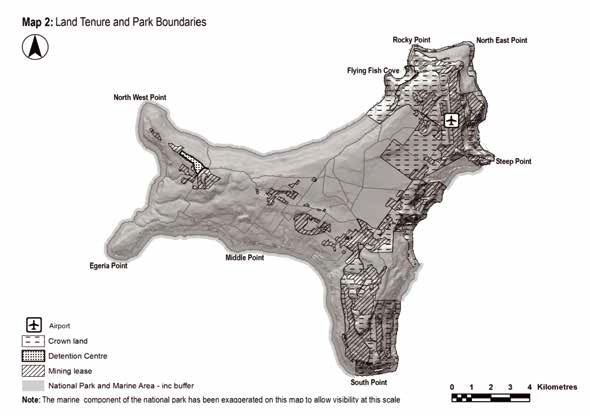 Map 2: Land Tenure and Park Boundaries
Rocky Point
North East Point
Flying Fish Cove
North West Point
Steep Point
Egeria Point
Middle Point
South Point
Airport
Crown land
Detention Centre
Mining lease
National Park and Marine Area - inc buffer
0 1 2 3 4 Kilometres
Note: The marine component of the national park has been exaggerated on this map to allow visibility at this scale